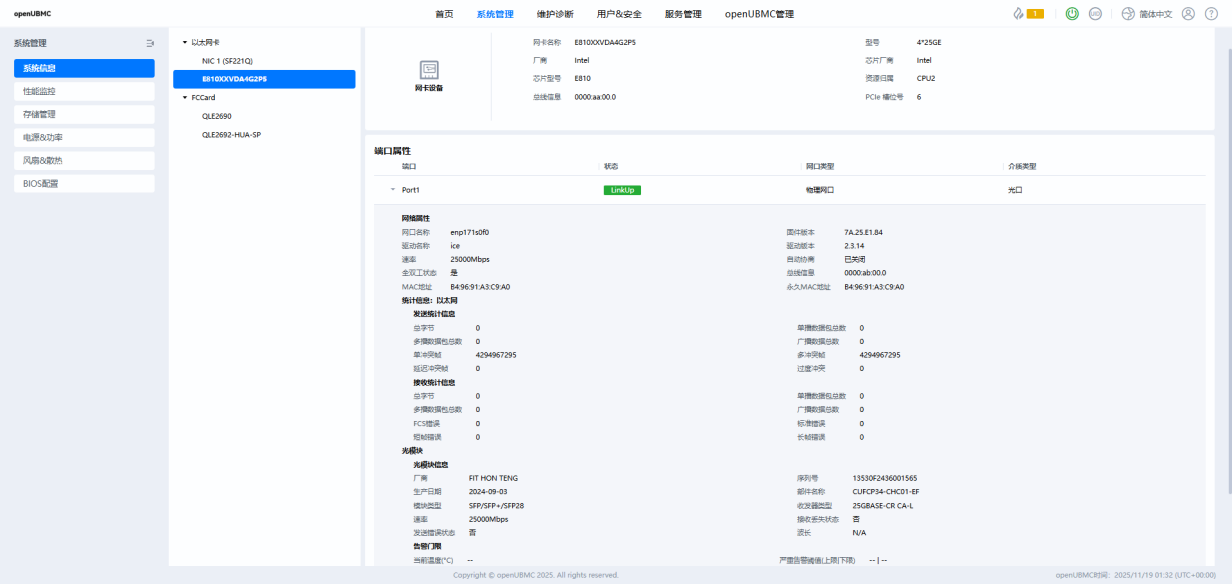 openUBMC
首页 系统管理 维护诊断 用户&安全 服务管理 openUBMC管理
1 UID 简体中文
系统管理
系统信息
性能监控
存储管理
电源&功率
风扇&散热
BIOS配置
以太网卡
NIC 1 (SF221Q)
E810XXVDA4G2P5
FCCard
QLE2690
QLE2692-HUA-SP
网卡设备
网卡名称 E810XXVDA4G2P5 型号 4*25GE
厂商 Intel 芯片厂商 Intel
芯片型号 E810 资源归属 CPU2
总线信息 0000:aa:00.0 PCIe 槽位号 6
端口属性
端口 状态 网口类型 介质类型
Port1 LinkUp 物理网口 光口
网络属性
网口名称 enp171s0f0 固件版本 7A.25.E1.84
驱动名称 ice 驱动版本 2.3.14
速率 25000Mbps 自动协商 已关闭
全双工状态 是 总线信息 0000:ab:00.0
MAC地址 B4:96:91:A3:C9:A0 永久MAC地址 B4:96:91:A3:C9:A0
统计信息：以太网
发送统计信息
总字节 0 单播数据包总数 0
多播数据包总数 0 广播数据总数 0
单冲突帧 4294967295 多冲突帧 4294967295
延迟冲突帧 0 过度冲突 0
接收统计信息
总字节 0 单播数据包总数 0
多播数据包总数 0 广播数据总数 0
FCS错误 0 标准错误 0
短帧错误 0 长帧错误 0
光模块
光模块信息
厂商 FIT HON TENG 序列号 13530F2436001565
生产日期 2024-09-03 部件名称 CUFCP34-CHC01-EF
模块类型 SFP/SFP+/SFP28 收发器类型 25GBASE-CR CA-L
速率 25000Mbps 接收丢失状态 否
发送错误状态 否 波长 N/A
告警门限
当前温度(°C) -- 严重告警阈值(上限|下限) -- | --
Copyright © openUBMC 2025. All rights reserved. openUBMC时间: 2025/11/19 01:32 (UTC+00:00)